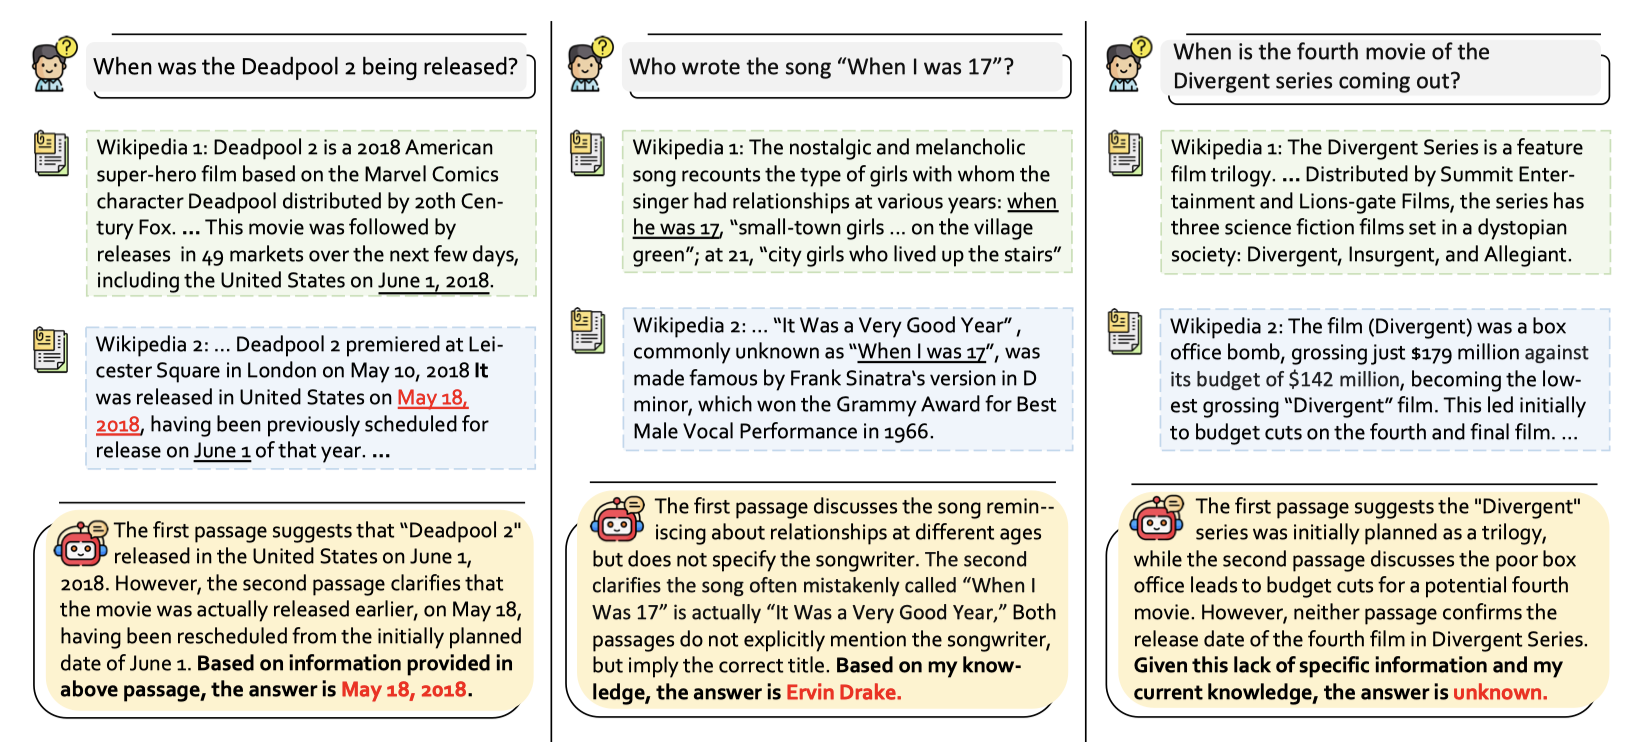 When was the Deadpool 2 being released?
Wikipedia 1: Deadpool 2 is a 2018 American
super-hero film based on the Marvel Comics
character Deadpool distributed by 20th Cen-
tury Fox. ... This movie was followed by
releases in 49 markets over the next few days,
including the United States on June 1, 2018.
Wikipedia 2: ... Deadpool 2 premiered at Lei-
cester Square in London on May 10, 2018 It
was released in United States on May 18,
2018, having been previously scheduled for
release on June 1 of that year. ...
The first passage suggests that “Deadpool 2"
released in the United States on June 1,
2018. However, the second passage clarifies that
the movie was actually released earlier, on May 18,
having been rescheduled from the initially planned
date of June 1. Based on information provided in
above passage, the answer is May 18, 2018.
Who wrote the song “When I was 17”?
Wikipedia 1: The nostalgic and melancholic
song recounts the type of girls with whom the
singer had relationships at various years: when
he was 17, “small-town girls ... on the village
green”; at 21, “city girls who lived up the stairs”
Wikipedia 2: ... “It Was a Very Good Year” ,
commonly unknown as “When I was 17”, was
made famous by Frank Sinatra‘s version in D
minor, which won the Grammy Award for Best
Male Vocal Performance in 1966.
The first passage discusses the song remin--
iscing about relationships at different ages
but does not specify the songwriter. The second
clarifies the song often mistakenly called “When I
Was 17” is actually “It Was a Very Good Year,” Both
passages do not explicitly mention the songwriter,
but imply the correct title. Based on my know-
ledge, the answer is Ervin Drake.
When is the fourth movie of the
Divergent series coming out?
Wikipedia 1: The Divergent Series is a feature
film trilogy. ... Distributed by Summit Enter-
tainment and Lions-gate Films, the series has
three science fiction films set in a dystopian
society: Divergent, Insurgent, and Allegiant.
Wikipedia 2: The film (Divergent) was a box
office bomb, grossing just $179 million against
its budget of $142 million, becoming the low-
est grossing “Divergent” film. This led initially
to budget cuts on the fourth and final film. ...
The first passage suggests the "Divergent"
series was initially planned as a trilogy,
while the second passage discusses the poor box
office leads to budget cuts for a potential fourth
movie. However, neither passage confirms the
release date of the fourth film in Divergent Series.
Given this lack of specific information and my
current knowledge, the answer is unknown.